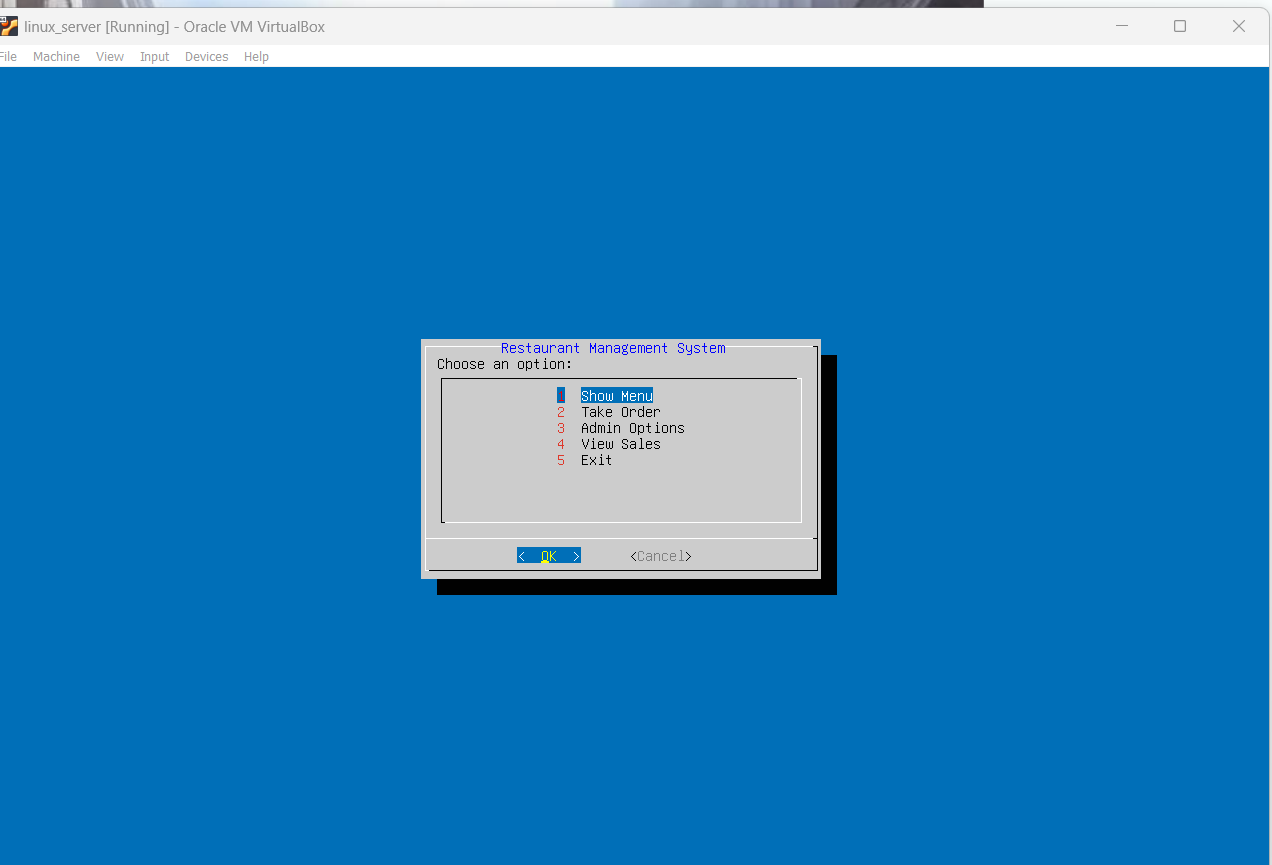 linux_server [Running] - Oracle VM VirtualBox
File Machine View Input Devices Help
Restaurant Management System
Choose an option:
1 Show Menu
2 Take Order
3 Admin Options
4 View Sales
5 Exit
< OK > <Cancel>